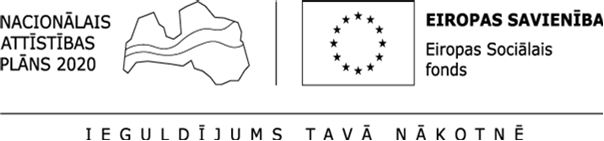 NACIONĀLAIS
ATTĪSTĪBAS
PLĀNS 2020
EIROPAS SAVIENĪBA
Eiropas Sociālais
fonds
IEGULDĪJUMS TAVĀ NĀKOTNĒ